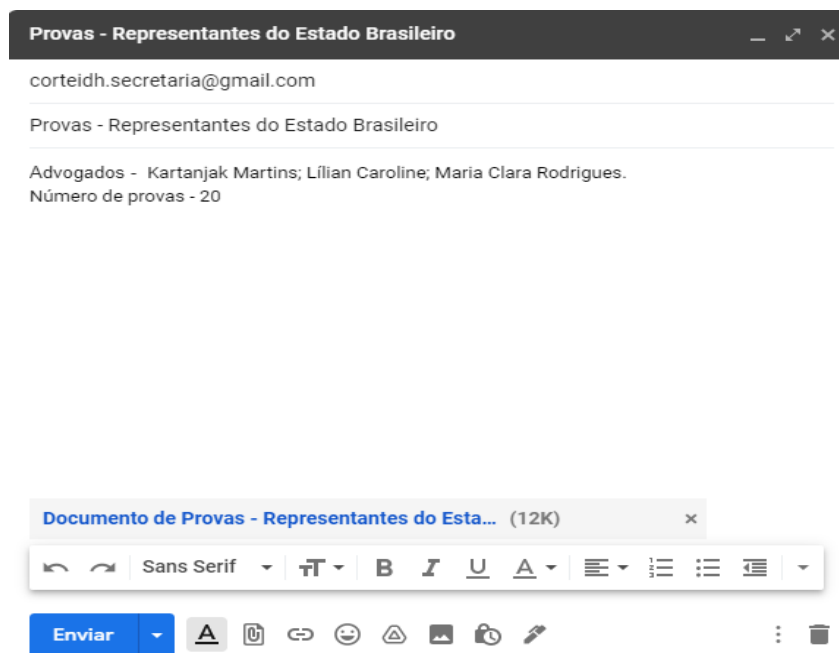 Provas - Representantes do Estado Brasileiro
corteidh.secretaria@gmail.com
Provas - Representantes do Estado Brasileiro
Advogados - Kartanjak Martins; Lílian Caroline; Maria Clara Rodrigues.
Número de provas - 20
Documento de Provas - Representantes do Esta... (12K)
Sans Serif
Enviar